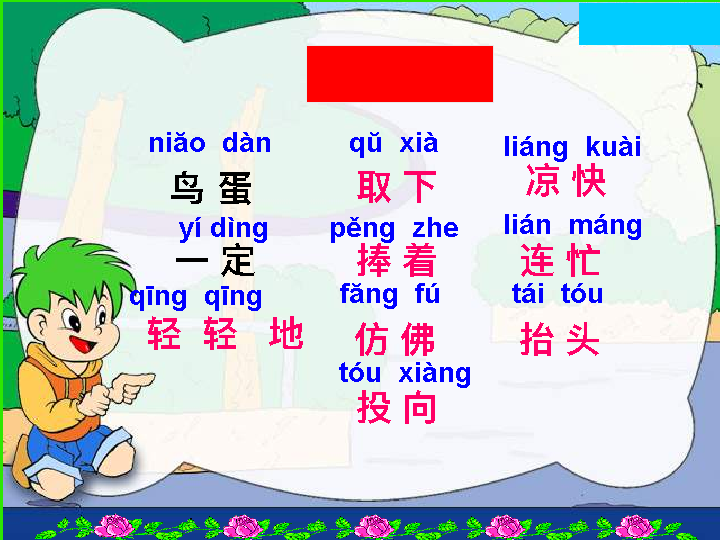 niǎo dàn qǔ xià liáng kuài
鸟蛋 取下 凉快
yí dìng pěng zhe lián máng
一定 捧着 连忙
qīng qīng fǎng fú tái tóu
轻轻地 仿佛 抬头
tóu xiàng
投向